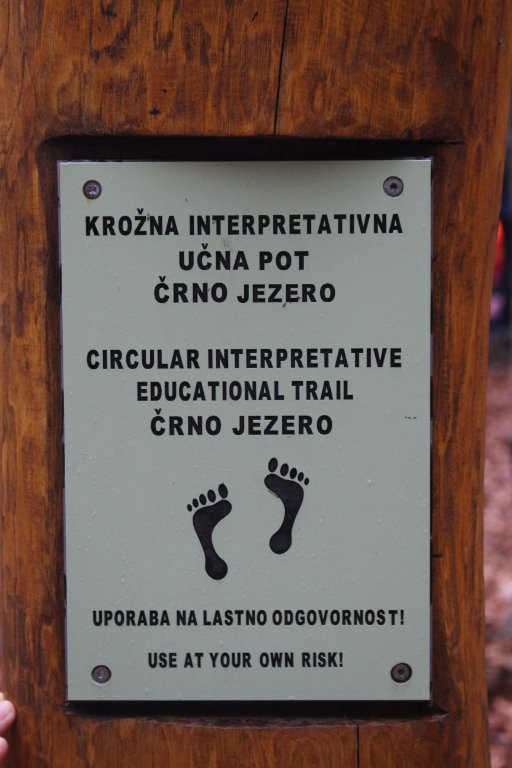 KROŽNA INTERPRETATIVNA
UČNA POT
ČRNO JEZERO
CIRCULAR INTERPRETATIVE
EDUCATIONAL TRAIL
ČRNO JEZERO
UPORABA NA LASTNO ODGOVORNOST!
USE AT YOUR OWN RISK!